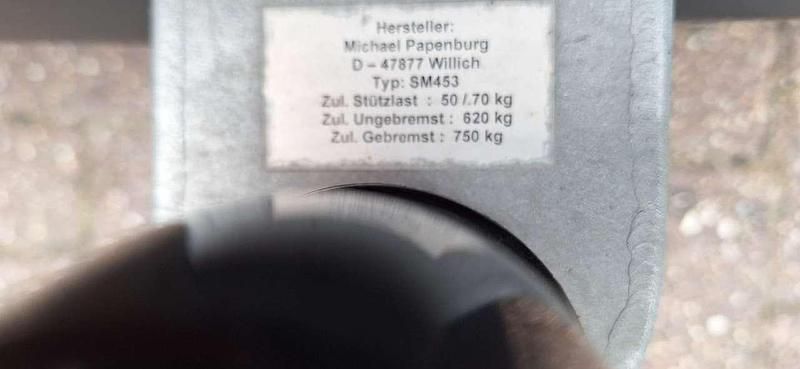 Hersteller:
Michael Papenburg
D – 47877 Willich
Typ: SM453
Zul. Stützlast : 50 /.70 kg
Zul. Ungebremst : 620 kg
Zul. Gebremst : 750 kg